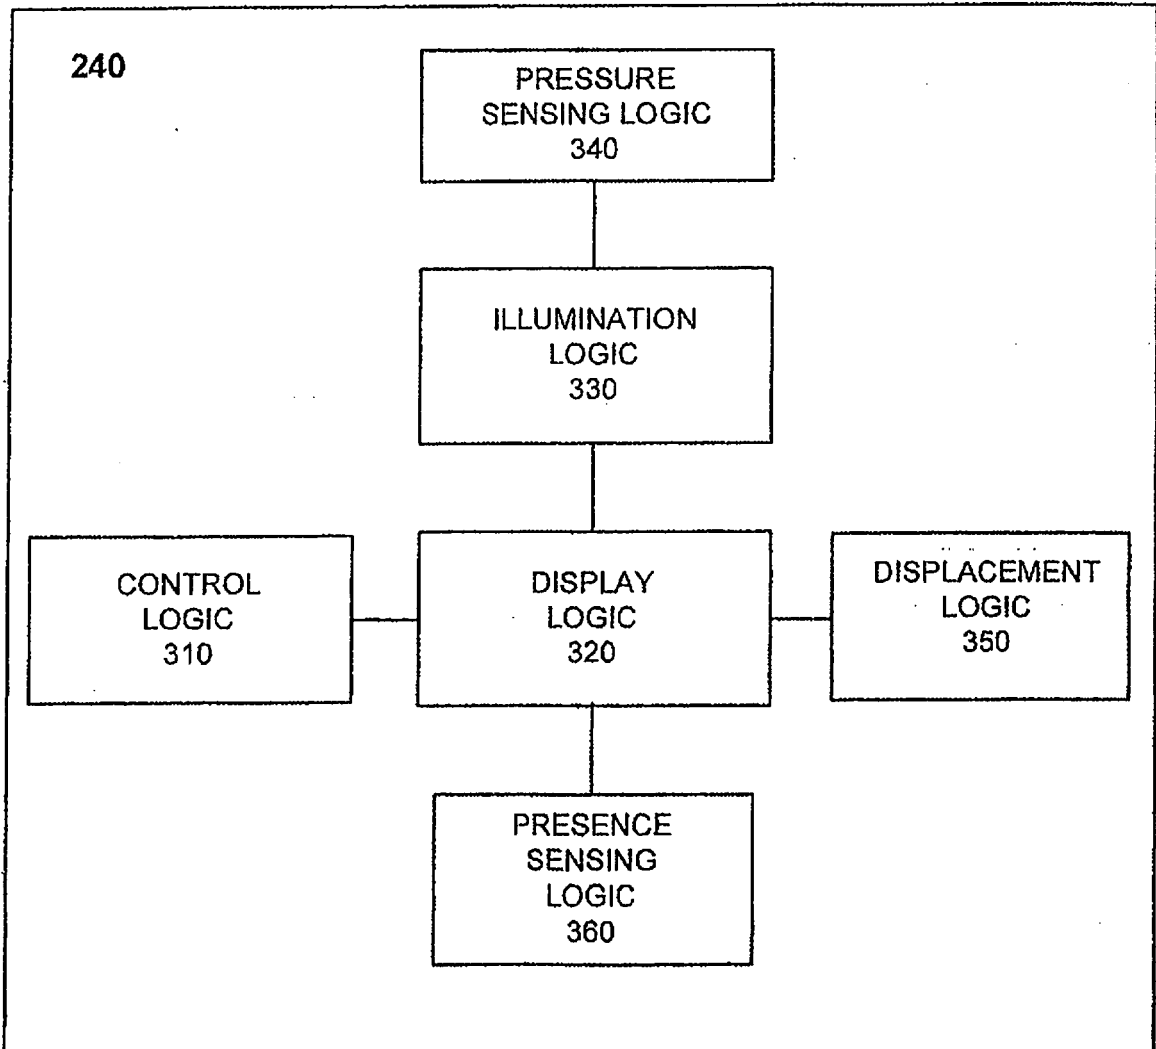 240
PRESSURE
SENSING LOGIC
340
ILLUMINATION
LOGIC
330
CONTROL
LOGIC
310
DISPLAY
LOGIC
320
DISPLACEMENT
LOGIC
350
PRESENCE
SENSING
LOGIC
360